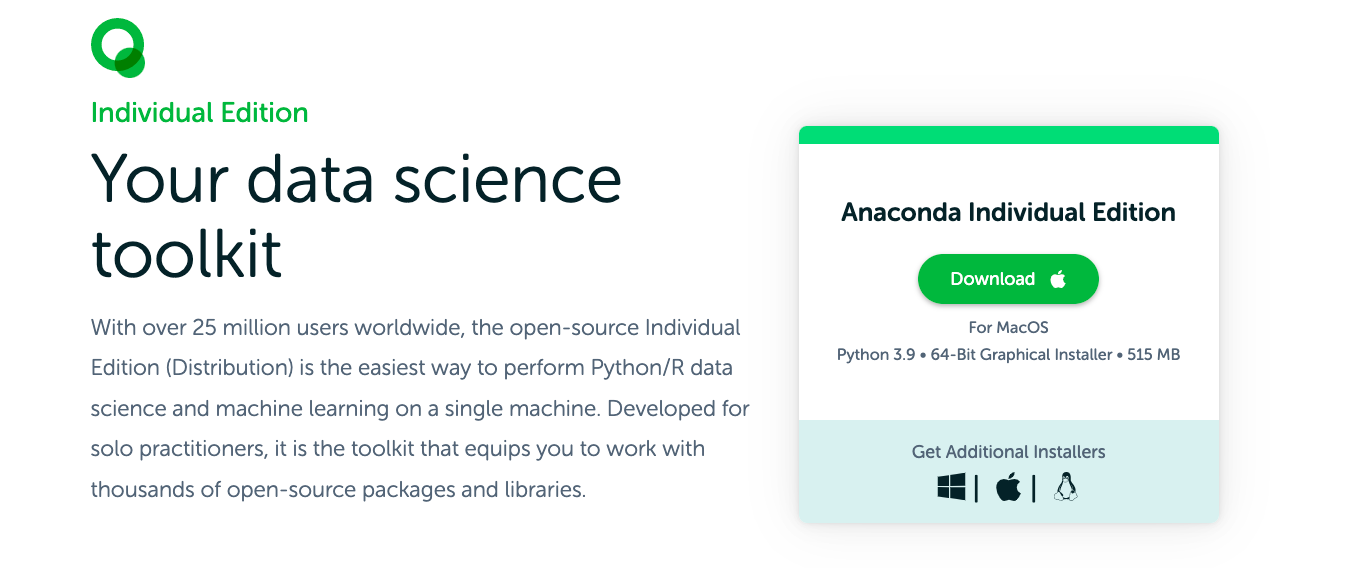 Individual Edition
Your data science
toolkit
With over 25 million users worldwide, the open-source Individual
Edition (Distribution) is the easiest way to perform Python/R data
science and machine learning on a single machine. Developed for
solo practitioners, it is the toolkit that equips you to work with
thousands of open-source packages and libraries.
Anaconda Individual Edition
Download
For MacOS
Python 3.9 • 64-Bit Graphical Installer • 515 MB
Get Additional Installers